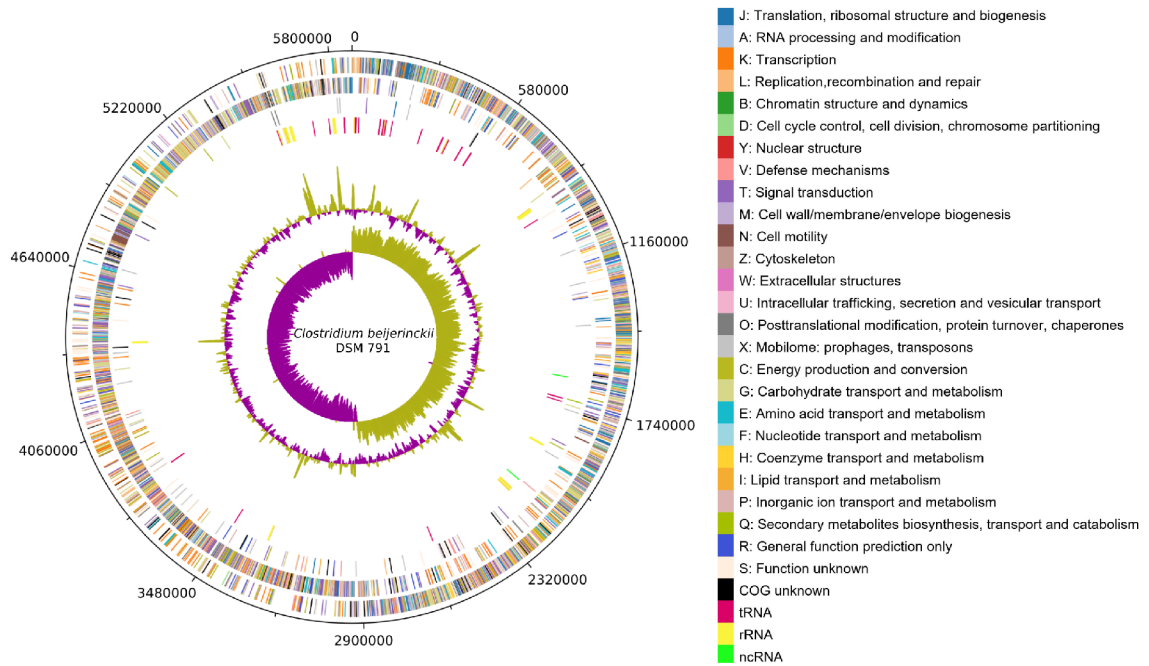 0
580000
1160000
1740000
2320000
2900000
3480000
4060000
4640000
5220000
5800000
Clostridium beijerinckii
DSM 791
J: Translation, ribosomal structure and biogenesis
A: RNA processing and modification
K: Transcription
L: Replication,recombination and repair
B: Chromatin structure and dynamics
D: Cell cycle control, cell division, chromosome partitioning
Y: Nuclear structure
V: Defense mechanisms
T: Signal transduction
M: Cell wall/membrane/envelope biogenesis
N: Cell motility
Z: Cytoskeleton
W: Extracellular structures
U: Intracellular trafficking, secretion and vesicular transport
O: Posttranslational modification, protein turnover, chaperones
X: Mobilome: prophages, transposons
C: Energy production and conversion
G: Carbohydrate transport and metabolism
E: Amino acid transport and metabolism
F: Nucleotide transport and metabolism
H: Coenzyme transport and metabolism
I: Lipid transport and metabolism
P: Inorganic ion transport and metabolism
Q: Secondary metabolites biosynthesis, transport and catabolism
R: General function prediction only
S: Function unknown
COG unknown
tRNA
rRNA
ncRNA